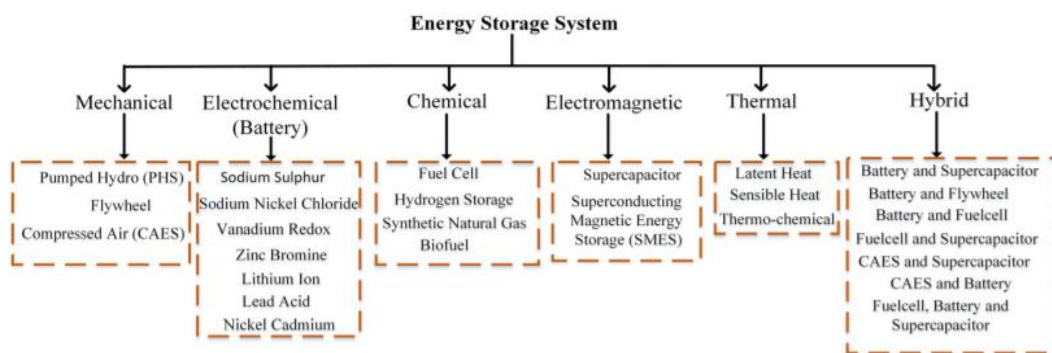 Energy Storage System
Mechanical
Electrochemical
(Battery)
Chemical
Electromagnetic
Thermal
Hybrid
Pumped Hydro (PHS)
Flywheel
Compressed Air (CAES)
Sodium Sulphur
Sodium Nickel Chloride
Vanadium Redox
Zinc Bromine
Lithium Ion
Lead Acid
Nickel Cadmium
Fuel Cell
Hydrogen Storage
Synthetic Natural Gas
Biofuel
Supercapacitor
Superconducting
Magnetic Energy
Storage (SMES)
Latent Heat
Sensible Heat
Thermo-chemical
Battery and Supercapacitor
Battery and Flywheel
Battery and Fuelcell
Fuelcell and Supercapacitor
CAES and Supercapacitor
CAES and Battery
Fuelcell, Battery and
Supercapacitor